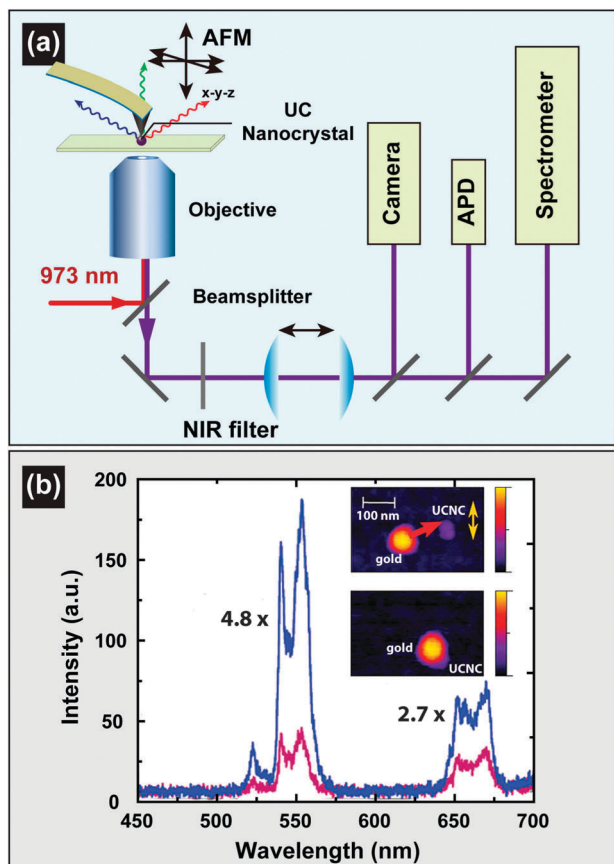 (a)
AFM
x-y-z
UC
Nanocrystal
Objective
973 nm
Beamsplitter
NIR filter
Camera
APD
Spectrometer
(b)
200
150
100
50
0
Intensity (a.u.)
4.8 x
2.7 x
100 nm
UCNC
gold
gold
UCNC
450 500 550 600 625 650 700
Wavelength (nm)